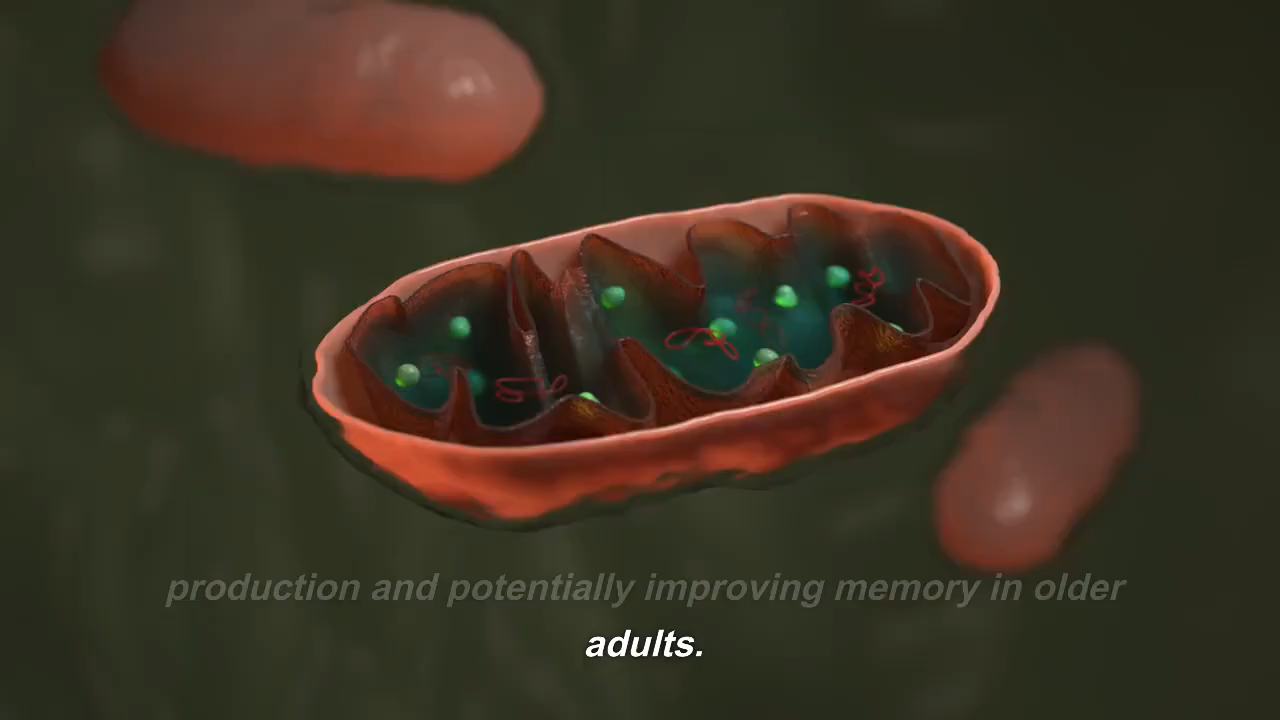 production and potentially improving memory in older
adults.